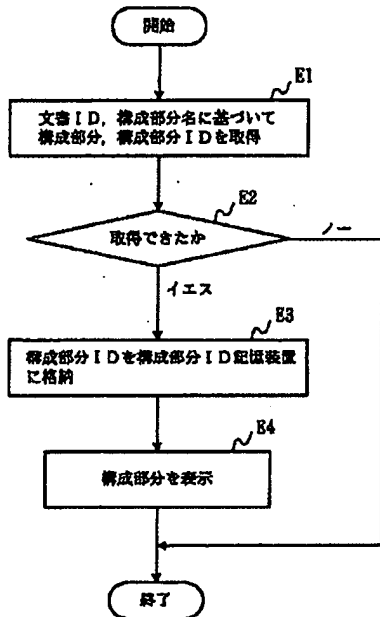 開始
E1
文書ID,構成部分名に基づいて
構成部分,構成部分IDを取得
E2
取得できたか
ノー
イエス
E3
構成部分IDを構成部分ID記憶装置
に格納
E4
構成部分を表示
終了